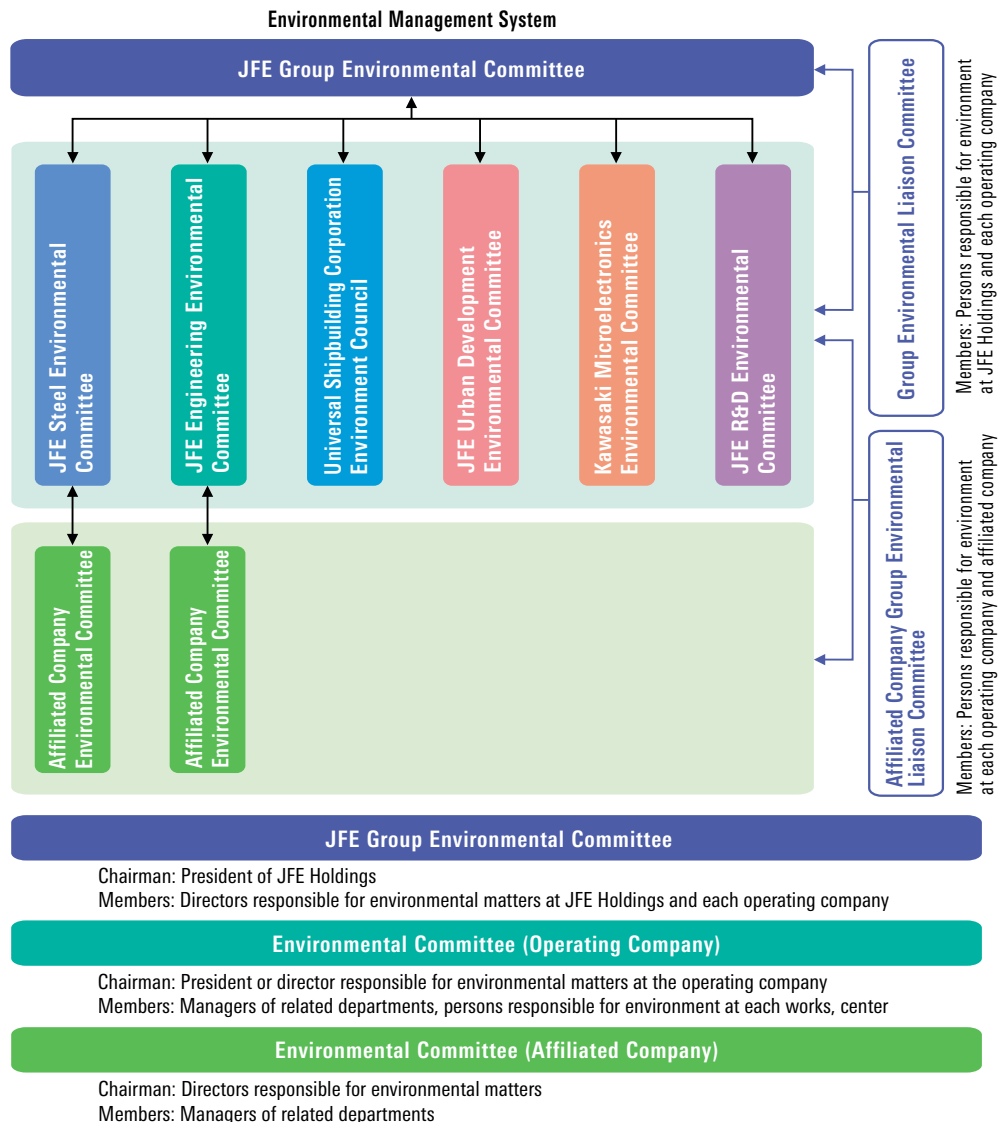 Environmental Management System
JFE Group Environmental Committee
JFE Steel Environmental
Committee
JFE Engineering Environmental
Committee
Universal Shipbuilding Corporation
Environment Council
JFE Urban Development
Environmental Committee
Kawasaki Microelectronics
Environmental Committee
JFE R&D Environmental
Committee
Group Environmental Liaison Committee
Members: Persons responsible for environment
at JFE Holdings and each operating company
Affiliated Company
Environmental Committee
Affiliated Company
Environmental Committee
Affiliated Company Group Environmental
Liaison Committee
Members: Persons responsible for environment
at each operating company and affiliated company
JFE Group Environmental Committee
Chairman: President of JFE Holdings
Members: Directors responsible for environmental matters at JFE Holdings and each operating company
Environmental Committee (Operating Company)
Chairman: President or director responsible for environmental matters at the operating company
Members: Managers of related departments, persons responsible for environment at each works, center
Environmental Committee (Affiliated Company)
Chairman: Directors responsible for environmental matters
Members: Managers of related departments